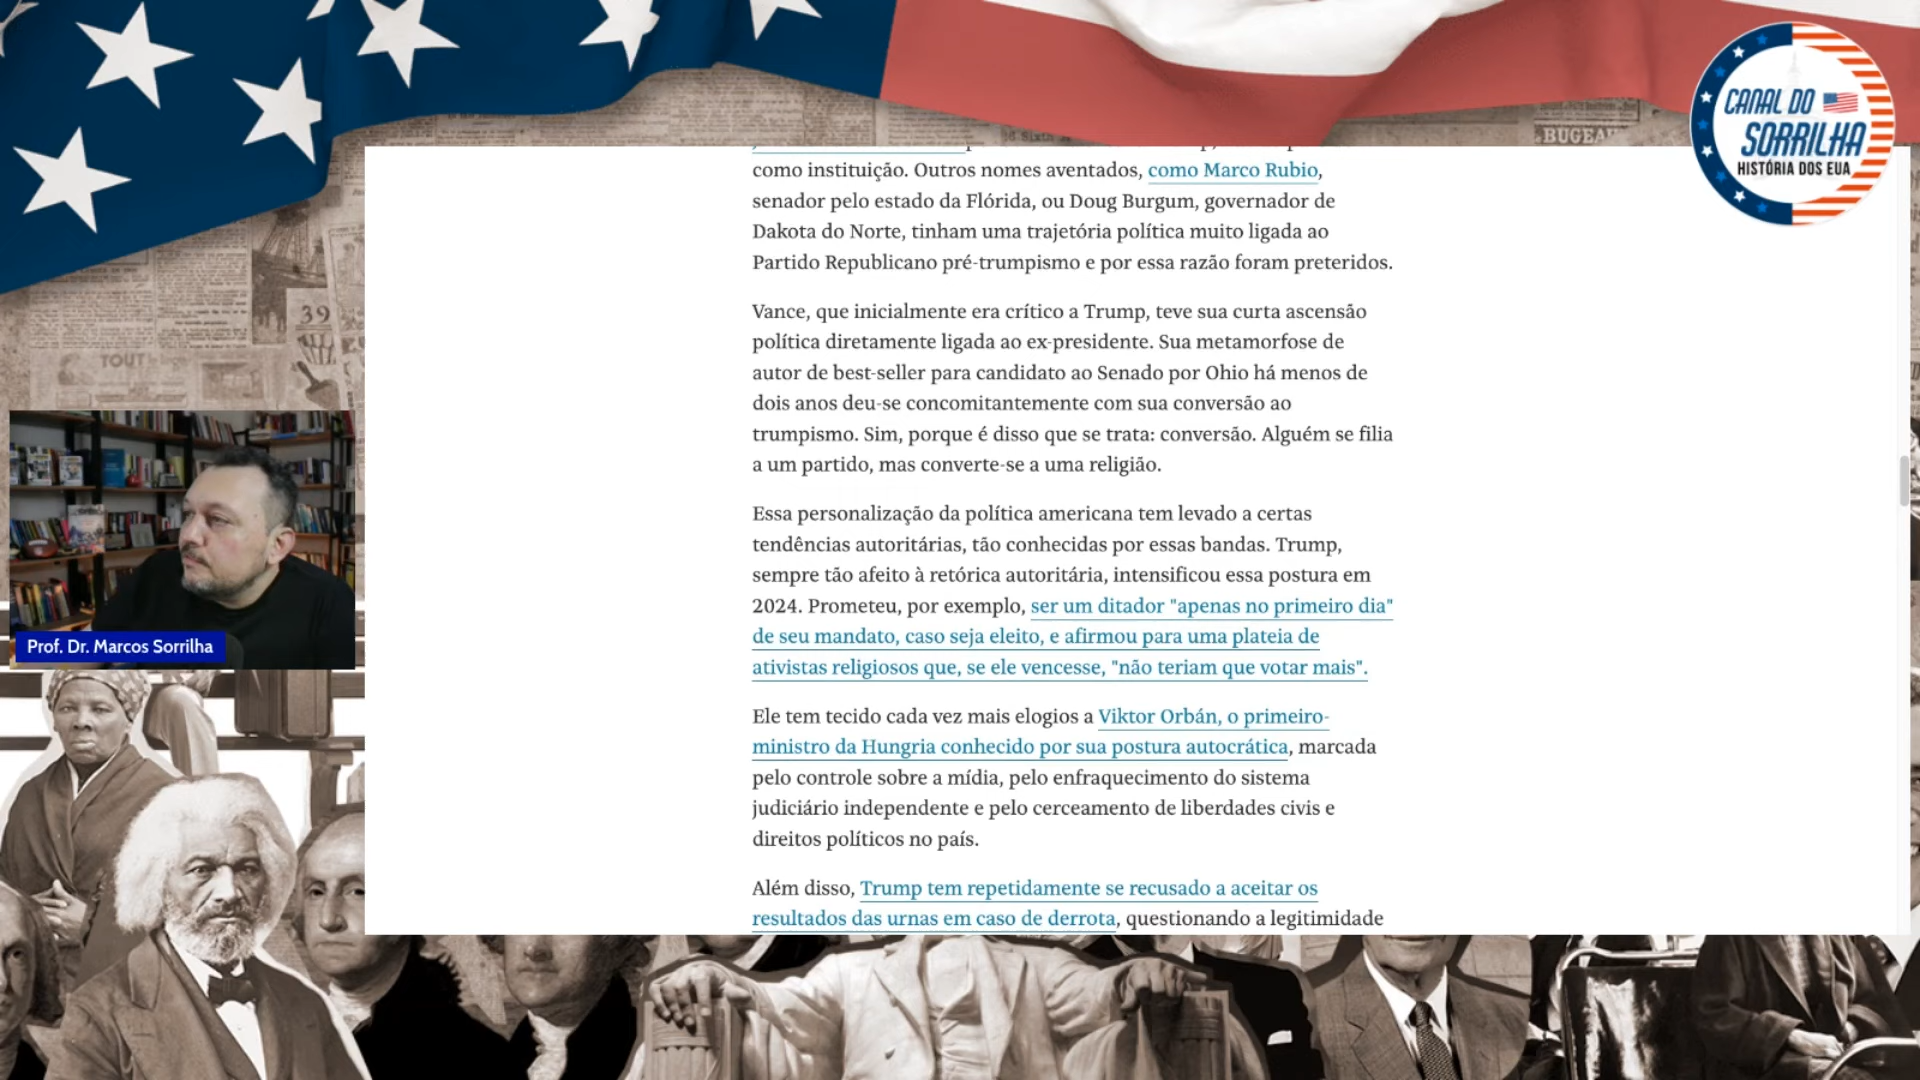 CANAL DO
SORRILHA
HISTÓRIA DOS EUA
BUGEAU
39
TOUT
como instituição. Outros nomes aventados, como Marco Rubio,
senador pelo estado da Flórida, ou Doug Burgum, governador de
Dakota do Norte, tinham uma trajetória política muito ligada ao
Partido Republicano pré-trumpismo e por essa razão foram preteridos.
Vance, que inicialmente era crítico a Trump, teve sua curta ascensão
política diretamente ligada ao ex-presidente. Sua metamorfose de
autor de best-seller para candidato ao Senado por Ohio há menos de
dois anos deu-se concomitantemente com sua conversão ao
trumpismo. Sim, porque é disso que se trata: conversão. Alguém se filia
a um partido, mas converte-se a uma religião.
Essa personalização da política americana tem levado a certas
tendências autoritárias, tão conhecidas por essas bandas. Trump,
sempre tão afeito à retórica autoritária, intensificou essa postura em
2024. Prometeu, por exemplo, ser um ditador "apenas no primeiro dia"
de seu mandato, caso seja eleito, e afirmou para uma plateia de
ativistas religiosos que, se ele vencesse, "não teriam que votar mais".
Ele tem tecido cada vez mais elogios a Viktor Orbán, o primeiro-
ministro da Hungria conhecido por sua postura autocrática, marcada
pelo controle sobre a mídia, pelo enfraquecimento do sistema
judiciário independente e pelo cerceamento de liberdades civis e
direitos políticos no país.
Além disso, Trump tem repetidamente se recusado a aceitar os
resultados das urnas em caso de derrota, questionando a legitimidade
Prof. Dr. Marcos Sorrilha